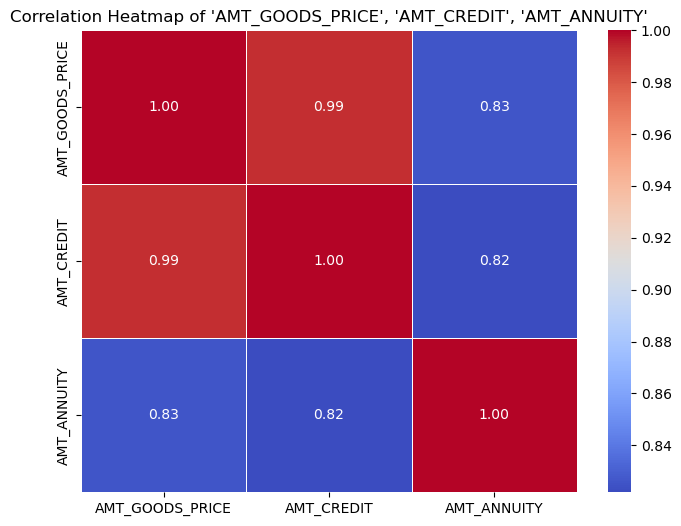 Correlation Heatmap of 'AMT_GOODS_PRICE', 'AMT_CREDIT', 'AMT_ANNUITY'
AMT_GOODS_PRICE
1.00 0.99 0.83
AMT_CREDIT
0.99 1.00 0.82
AMT_ANNUITY
0.83 0.82 1.00
AMT_GOODS_PRICE AMT_CREDIT AMT_ANNUITY
1.00
0.98
0.96
0.94
0.92
0.90
0.88
0.86
0.84